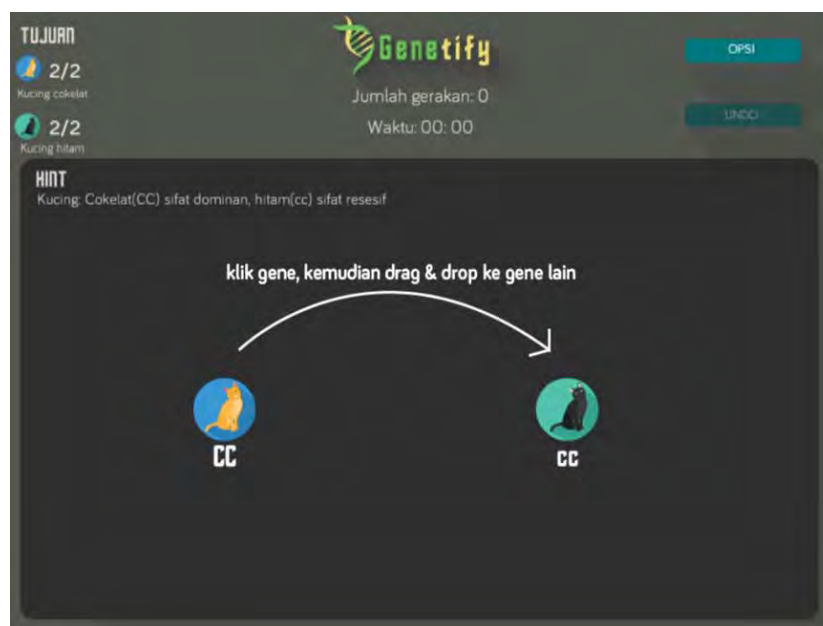 TUJUAN
2/2
Kucing cokelat
2/2
Kucing hitam
Genetify
Jumlah gerakan: 0
Waktu: 00: 00
OPSI
UNDO
HINT
Kucing: Cokelat(CC) sifat dominan, hitam(cc) sifat resesif
klik gene, kemudian drag & drop ke gene lain
CC
cc